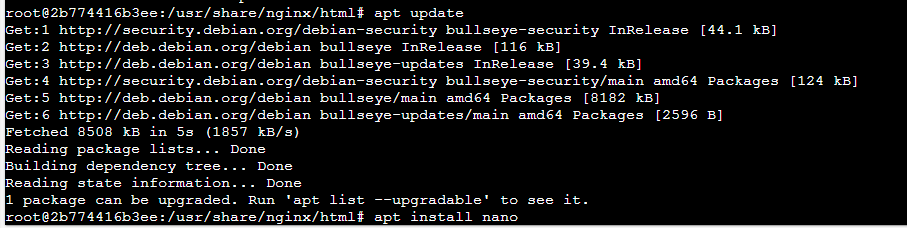 root@2b774416b3ee:/usr/share/nginx/html# apt update
Get:1 http://security.debian.org/debian-security bullseye-security InRelease [44.1 kB]
Get:2 http://deb.debian.org/debian bullseye InRelease [116 kB]
Get:3 http://deb.debian.org/debian bullseye-updates InRelease [39.4 kB]
Get:4 http://security.debian.org/debian-security bullseye-security/main amd64 Packages [124 kB]
Get:5 http://deb.debian.org/debian bullseye/main amd64 Packages [8182 kB]
Get:6 http://deb.debian.org/debian bullseye-updates/main amd64 Packages [2596 B]
Fetched 8508 kB in 5s (1857 kB/s)
Reading package lists... Done
Building dependency tree... Done
Reading state information... Done
1 package can be upgraded. Run 'apt list --upgradable' to see it.
root@2b774416b3ee:/usr/share/nginx/html# apt install nano